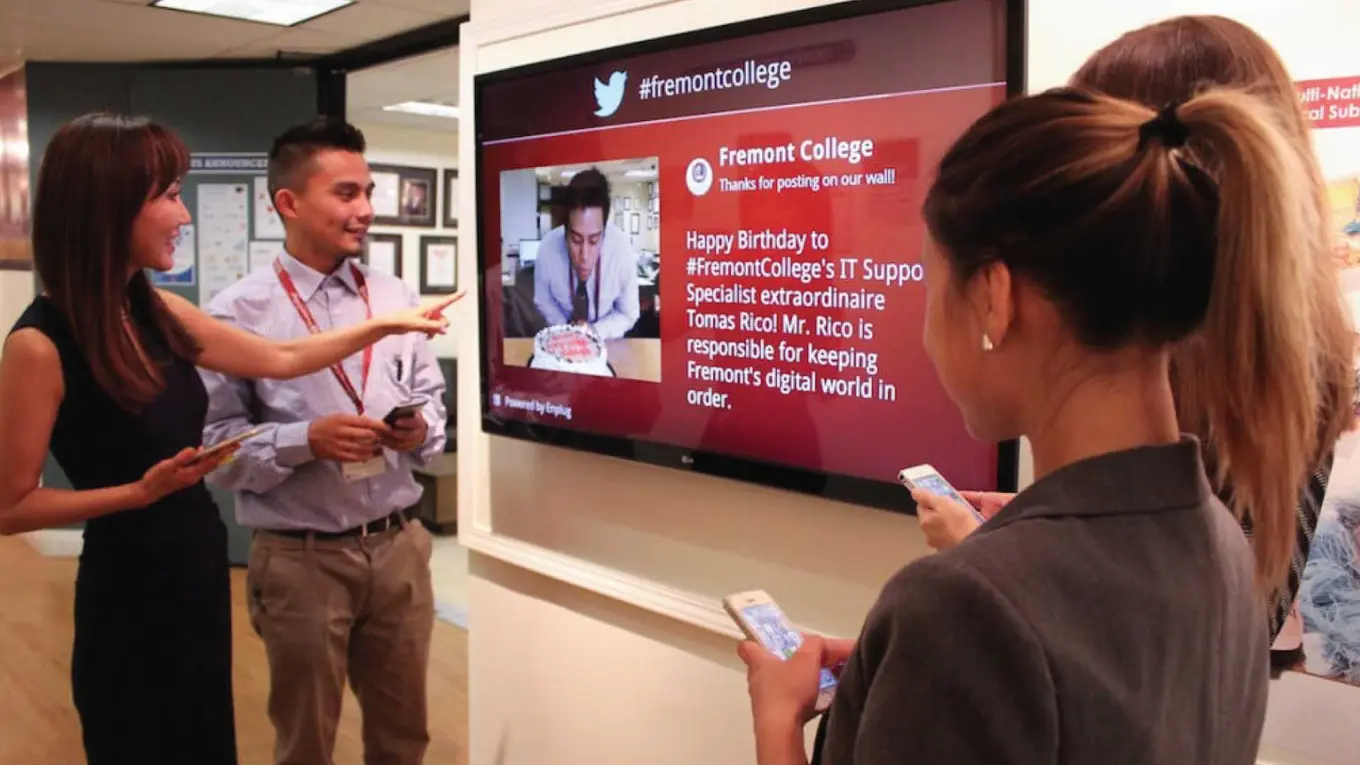 #fremontcollege
Fremont College
Thanks for posting on our wall!
Happy Birthday to
#FremontCollege's IT Suppo
Specialist extraordinaire
Tomas Rico! Mr. Rico is
responsible for keeping
Fremont's digital world in
order.
Powered by Enplug